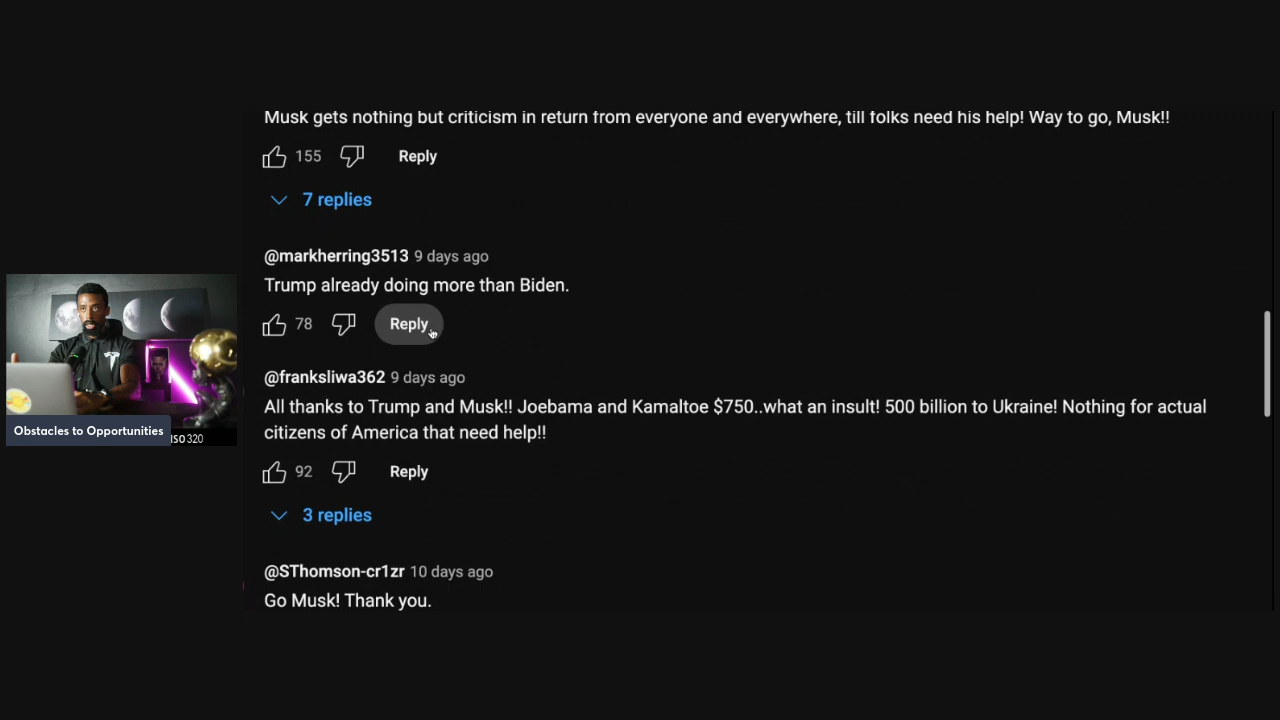 Musk gets nothing but criticism in return from everyone and everywhere, till folks need his help! Way to go, Musk!!
155 Reply
7 replies
@markherring3513 9 days ago
Trump already doing more than Biden.
78 Reply
@franksliwa362 9 days ago
All thanks to Trump and Musk!! Joebama and Kamaltoe $750..what an insult! 500 billion to Ukraine! Nothing for actual
citizens of America that need help!!
92 Reply
3 replies
@SThomson-cr1zr 10 days ago
Go Musk! Thank you.
Obstacles to Opportunities
ISO 320